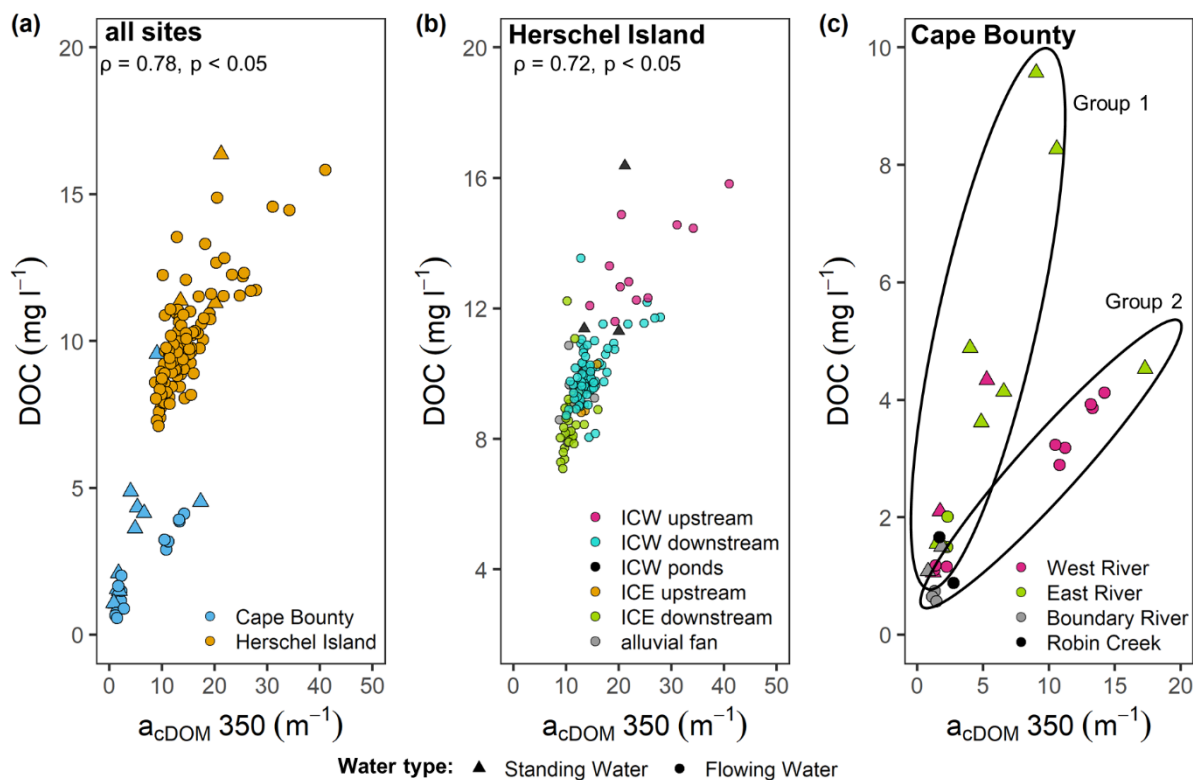 (a) all sites
ρ = 0.78, p < 0.05
20
15
10
5
0
DOC (mg l⁻¹)
Cape Bounty
Herschel Island
0 10 20 30 40 50
a_cDOM 350 (m⁻¹)
(b) Herschel Island
ρ = 0.72, p < 0.05
20
16
12
8
4
DOC (mg l⁻¹)
ICW upstream
ICW downstream
ICW ponds
ICE upstream
ICE downstream
alluvial fan
0 10 20 30 40 50
a_cDOM 350 (m⁻¹)
(c) Cape Bounty
10
8
6
4
2
0
DOC (mg l⁻¹)
Group 1
Group 2
West River
East River
Boundary River
Robin Creek
0 5 10 15 20
a_cDOM 350 (m⁻¹)
Water type: Standing Water Flowing Water